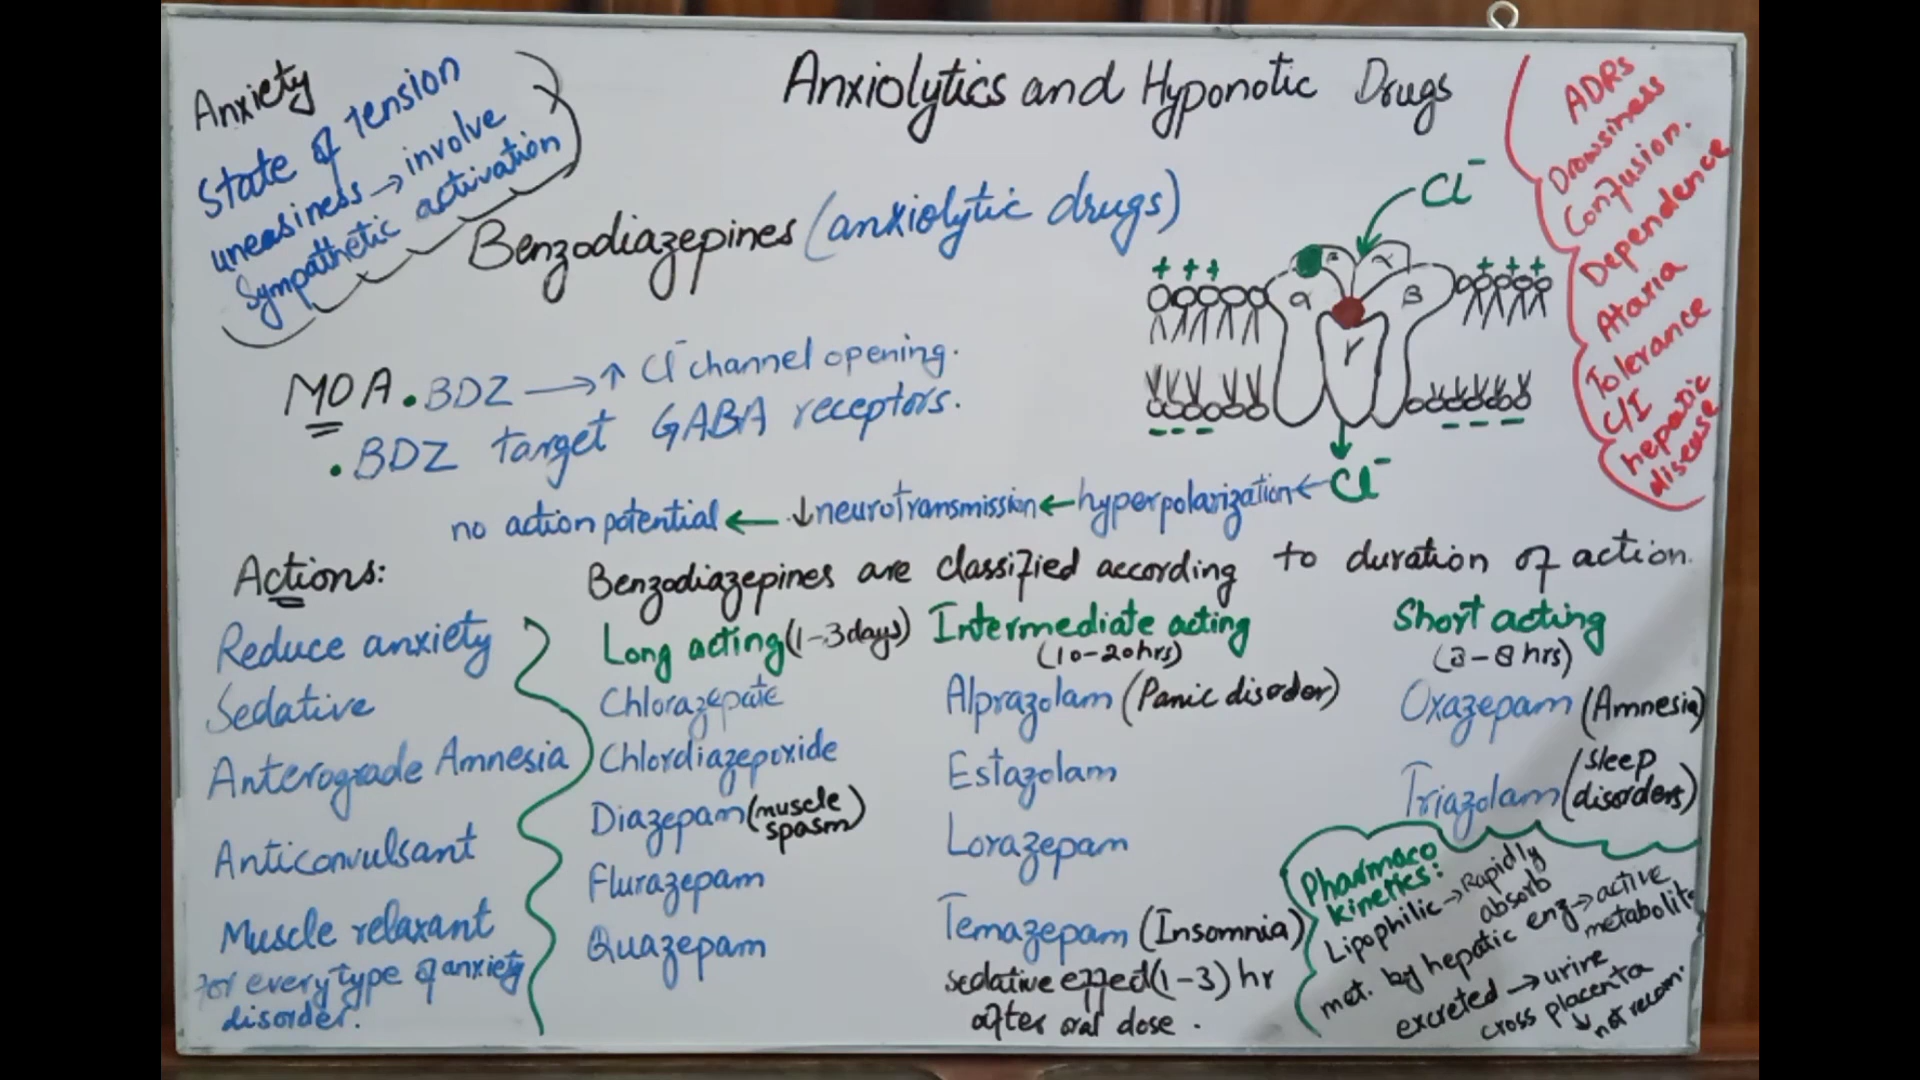 Anxiety
State of tension
uneasiness → involve
Sympathetic activation
Anxiolytics and Hyponotic Drugs
Benzodiazepines (anxiolytic drugs)
MOA
. BDZ → ↑ Cl⁻ channel opening.
. BDZ target GABA receptors.
Cl⁻
+ + +
+ + +
α
β
γ
- - -
- - -
no action potential ← ↓neurotransmission ← hyperpolarization ← Cl⁻
ADRs
Drowsiness
Confusion.
Dependence
Ataxia
Tolerance
C/I
hepatic
disease
Actions:
Reduce anxiety
Sedative
Anterograde Amnesia
Anticonvulsant
Muscle relaxant
For every type of anxiety
disorder.
Benzodiazepines are classified according to duration of action.
Long acting (1-3days)
Chlorazepate
Chlordiazepoxide
Diazepam (muscle
spasm)
Flurazepam
Quazepam
Intermediate acting
(10-20hrs)
Alprazolam (Panic disorder)
Estazolam
Lorazepam
Temazepam (Insomnia)
sedative effect (1-3) hr
after oral dose.
Short acting
(3-8 hrs)
Oxazepam (Amnesia)
Triazolam (sleep
disorders)
Pharmaco
kinetics:
Lipophilic → Rapidly
absorb
met. by hepatic enz → active
metabolit
excreted → urine
cross placenta
↓ not recom.